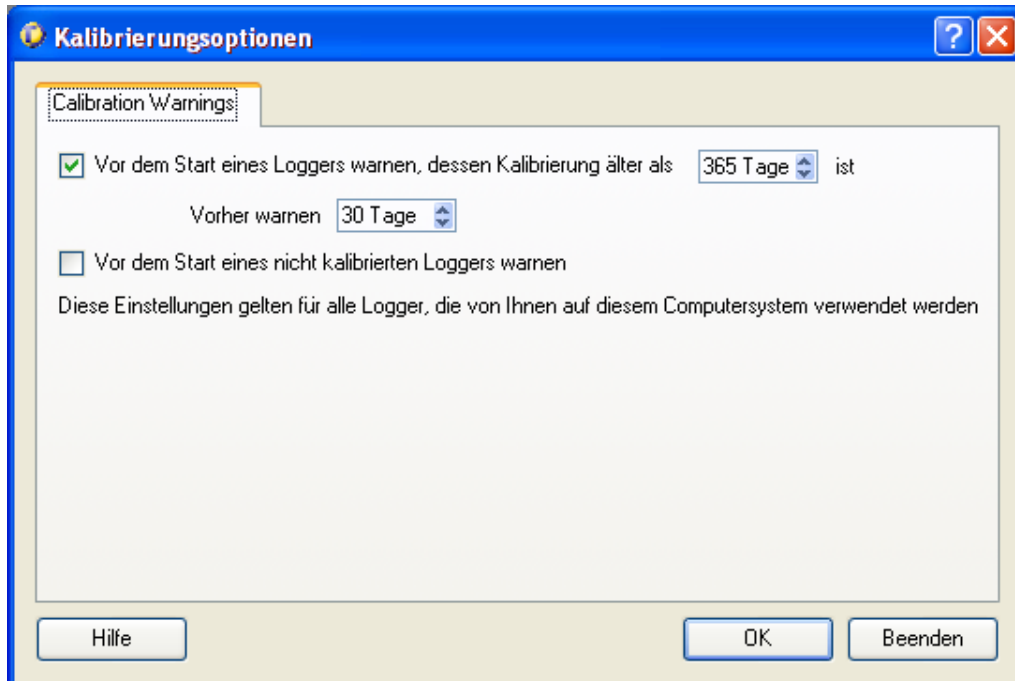 Kalibrierungsoptionen
Calibration Warnings
Vor dem Start eines Loggers warnen, dessen Kalibrierung älter als 365 Tage ist
Vorher warnen 30 Tage
Vor dem Start eines nicht kalibrierten Loggers warnen
Diese Einstellungen gelten für alle Logger, die von Ihnen auf diesem Computersystem verwendet werden
Hilfe OK Beenden